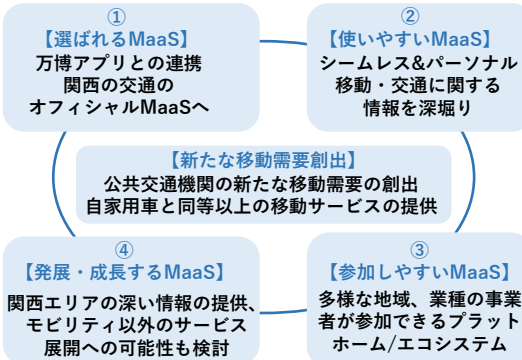 ①
【選ばれるMaaS】
万博アプリとの連携
関西の交通の
オフィシャルMaaSへ
②
【使いやすいMaaS】
シームレス&パーソナル
移動・交通に関する
情報を深堀り
【新たな移動需要創出】
公共交通機関の新たな移動需要の創出
自家用車と同等以上の移動サービスの提供
④
【発展・成長するMaaS】
関西エリアの深い情報の提供、
モビリティ以外のサービス
展開への可能性も検討
③
【参加しやすいMaaS】
多様な地域、業種の事業
者が参加できるプラット
ホーム/エコシステム